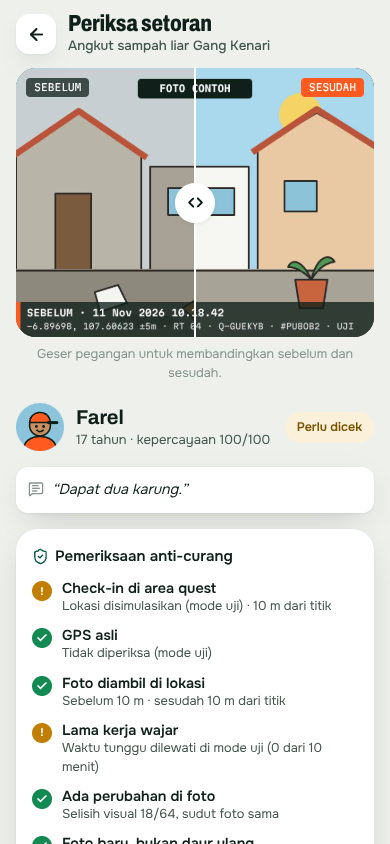 Periksa setoran
Angkut sampah liar Gang Kenari
SEBELUM
FOTO CONTOH
SESUDAH
SEBELUM · 11 Nov 2026 10.18.42
−6.89698, 107.60623 ±5m · RT 04 · Q-GUEKYB · #PU8OB2 · UJI
Geser pegangan untuk membandingkan sebelum dan
sesudah.
Farel
17 tahun · kepercayaan 100/100
Perlu dicek
“Dapat dua karung.”
Pemeriksaan anti-curang
Check-in di area quest
Lokasi disimulasikan (mode uji) · 10 m dari titik
GPS asli
Tidak diperiksa (mode uji)
Foto diambil di lokasi
Sebelum 10 m · sesudah 10 m dari titik
Lama kerja wajar
Waktu tunggu dilewati di mode uji (0 dari 10
menit)
Ada perubahan di foto
Selisih visual 18/64, sudut foto sama
Foto baru, bukan daur ulang